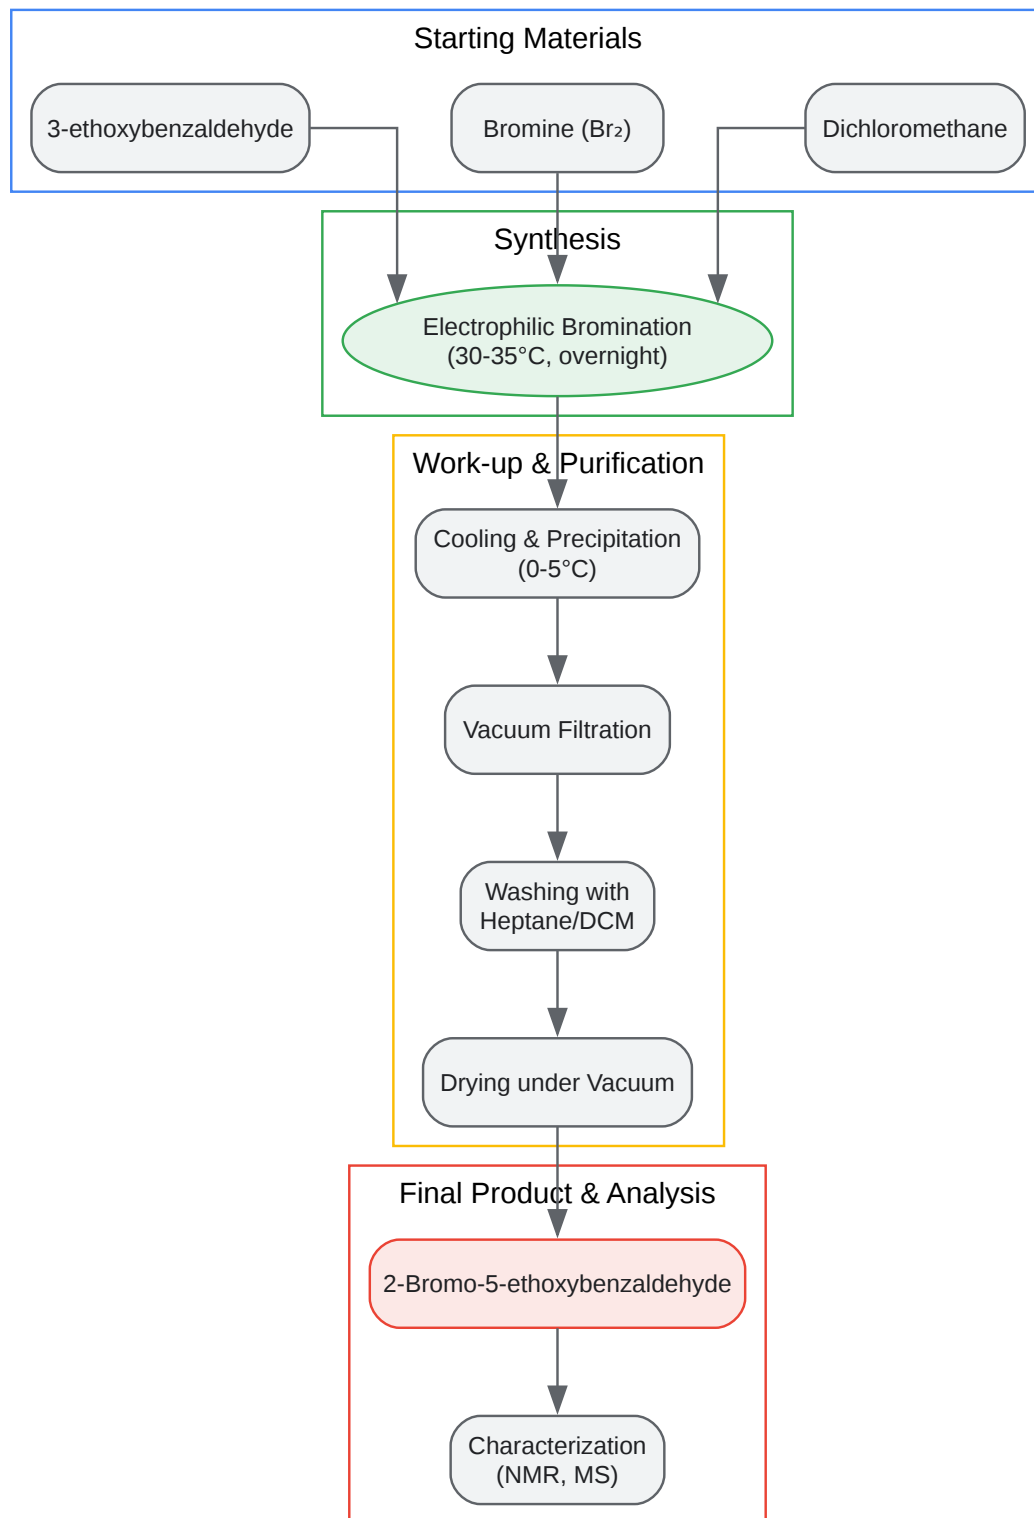 Starting Materials
3-ethoxybenzaldehyde
Bromine (Br₂)
Dichloromethane
Synthesis
Electrophilic Bromination
(30-35°C, overnight)
Work-up & Purification
Cooling & Precipitation
(0-5°C)
Vacuum Filtration
Washing with
Heptane/DCM
Drying under Vacuum
Final Product & Analysis
2-Bromo-5-ethoxybenzaldehyde
Characterization
(NMR, MS)